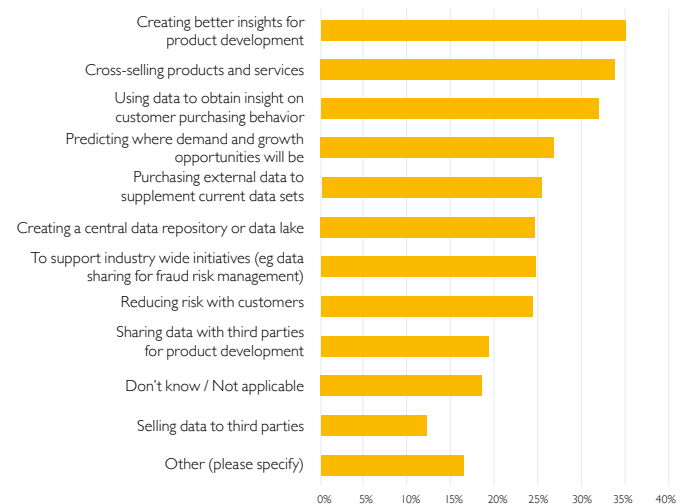 Creating better insights for
product development
Cross-selling products and services
Using data to obtain insight on
customer purchasing behavior
Predicting where demand and growth
opportunities will be
Purchasing external data to
supplement current data sets
Creating a central data repository or data lake
To support industry wide initiatives (eg data
sharing for fraud risk management)
Reducing risk with customers
Sharing data with third parties
for product development
Don't know / Not applicable
Selling data to third parties
Other (please specify)
0% 5% 10% 15% 20% 25% 30% 35% 40%